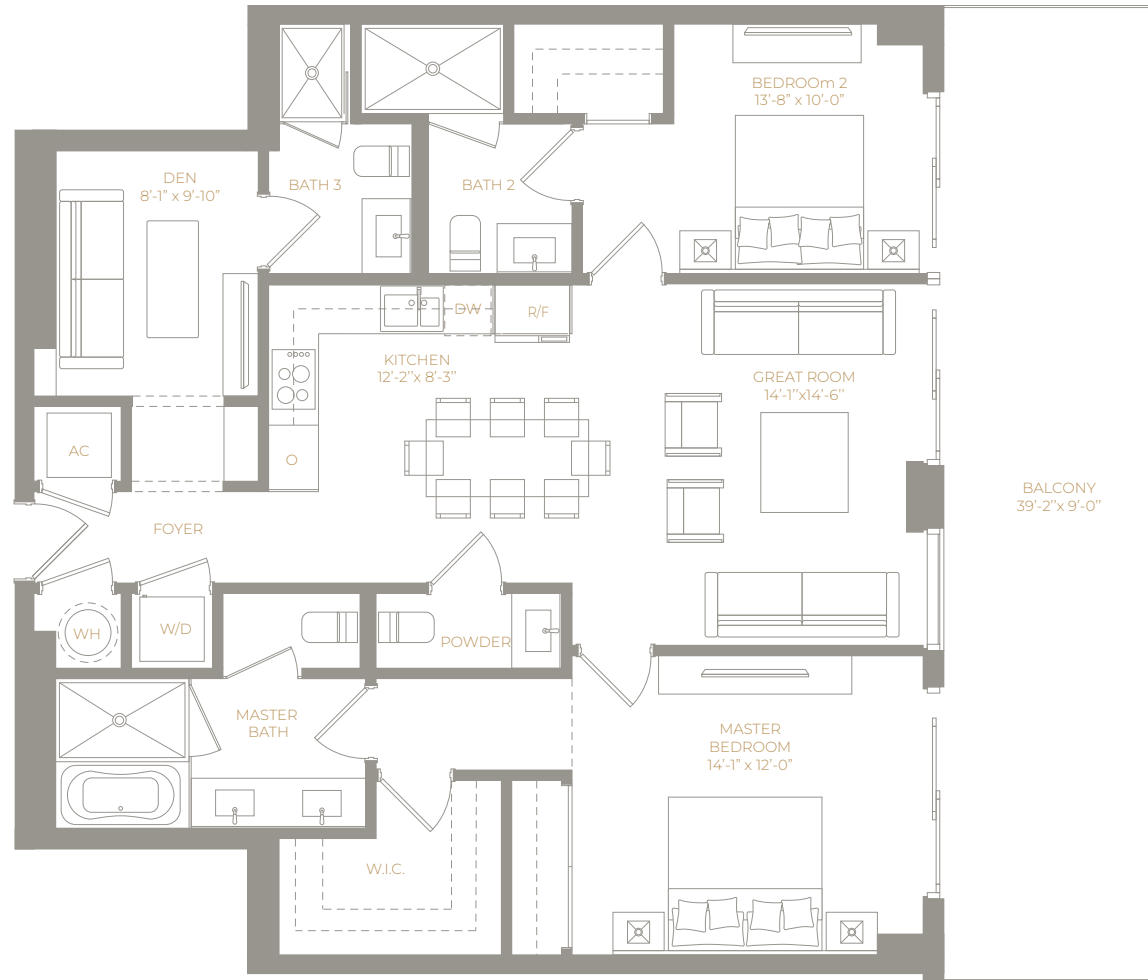 BEDROOm 2
13'-8" x 10'-0"
DEN
8'-1" x 9'-10"
BATH 3
BATH 2
DW
R/F
KITCHEN
12'-2''x 8'-3''
GREAT ROOM
14'-1''x14'-6''
AC
O
BALCONY
39'-2''x 9'-0''
FOYER
WH
W/D
POWDER
MASTER
BATH
MASTER
BEDROOM
14'-1" x 12'-0"
W.I.C.